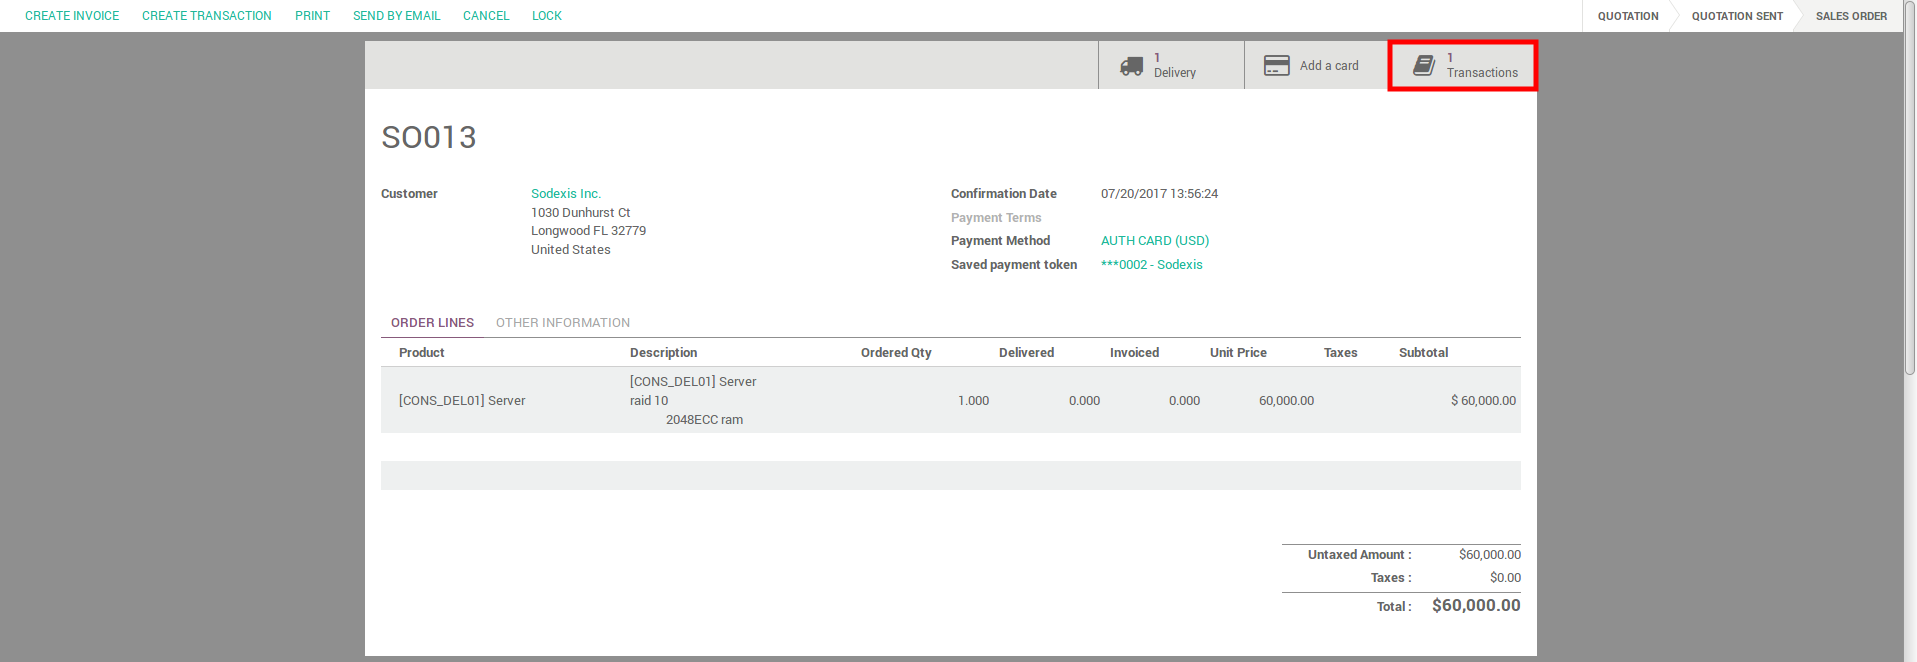 CREATE INVOICE CREATE TRANSACTION PRINT SEND BY EMAIL CANCEL LOCK QUOTATION QUOTATION SENT SALES ORDER
1
Delivery
Add a card
1
Transactions
SO013
Customer
Sodexis Inc.
1030 Dunhurst Ct
Longwood FL 32779
United States
Confirmation Date 07/20/2017 13:56:24
Payment Terms
Payment Method AUTH CARD (USD)
Saved payment token ***0002 - Sodexis
ORDER LINES OTHER INFORMATION
Product Description Ordered Qty Delivered Invoiced Unit Price Taxes Subtotal
[CONS_DEL01] Server
[CONS_DEL01] Server
raid 10
2048ECC ram
1.000 0.000 0.000 60,000.00 $ 60,000.00
Untaxed Amount : $60,000.00
Taxes : $0.00
Total : $60,000.00